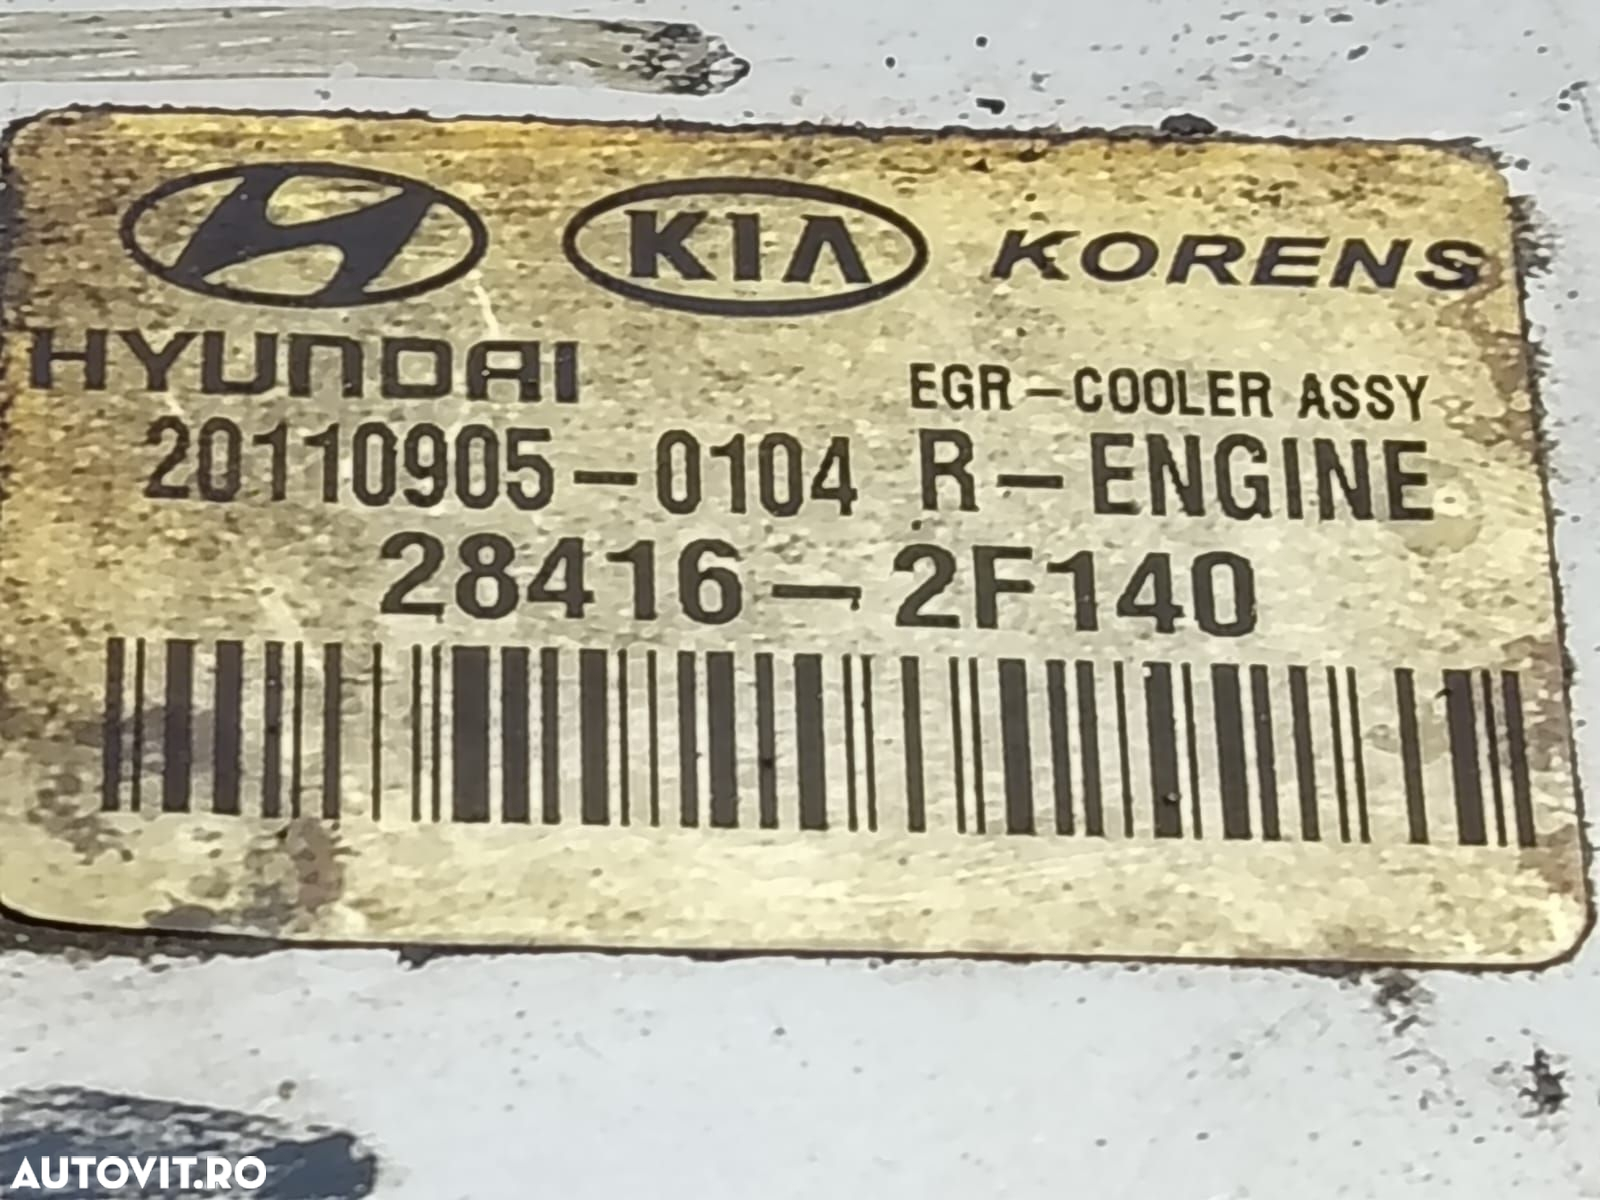 KIA KORENS
HYUNDAI EGR-COOLER ASSY
20110905-0104 R-ENGINE
28416-2F140
AUTOVIT.RO